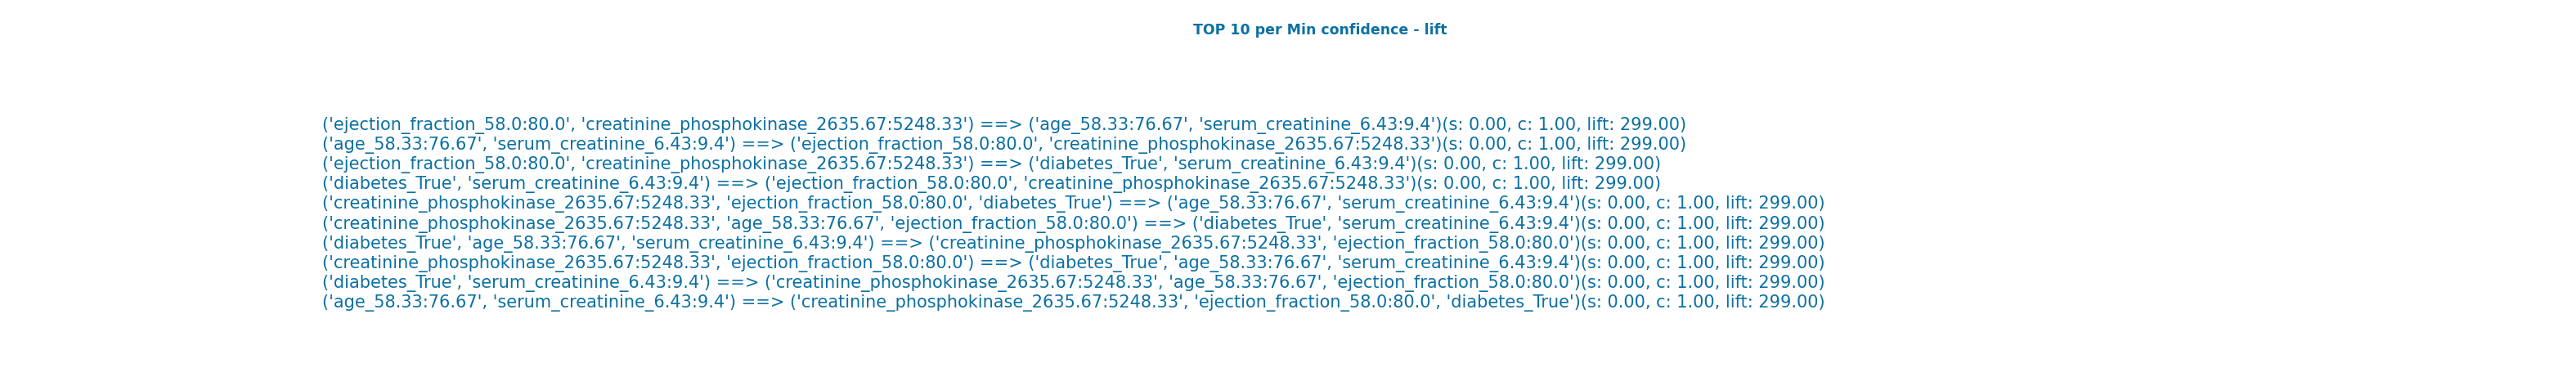 TOP 10 per Min confidence - lift
('ejection_fraction_58.0:80.0', 'creatinine_phosphokinase_2635.67:5248.33') ==> ('age_58.33:76.67', 'serum_creatinine_6.43:9.4')(s: 0.00, c: 1.00, lift: 299.00)
('age_58.33:76.67', 'serum_creatinine_6.43:9.4') ==> ('ejection_fraction_58.0:80.0', 'creatinine_phosphokinase_2635.67:5248.33')(s: 0.00, c: 1.00, lift: 299.00)
('ejection_fraction_58.0:80.0', 'creatinine_phosphokinase_2635.67:5248.33') ==> ('diabetes_True', 'serum_creatinine_6.43:9.4')(s: 0.00, c: 1.00, lift: 299.00)
('diabetes_True', 'serum_creatinine_6.43:9.4') ==> ('ejection_fraction_58.0:80.0', 'creatinine_phosphokinase_2635.67:5248.33')(s: 0.00, c: 1.00, lift: 299.00)
('creatinine_phosphokinase_2635.67:5248.33', 'ejection_fraction_58.0:80.0', 'diabetes_True') ==> ('age_58.33:76.67', 'serum_creatinine_6.43:9.4')(s: 0.00, c: 1.00, lift: 299.00)
('creatinine_phosphokinase_2635.67:5248.33', 'age_58.33:76.67', 'ejection_fraction_58.0:80.0') ==> ('diabetes_True', 'serum_creatinine_6.43:9.4')(s: 0.00, c: 1.00, lift: 299.00)
('diabetes_True', 'age_58.33:76.67', 'serum_creatinine_6.43:9.4') ==> ('creatinine_phosphokinase_2635.67:5248.33', 'ejection_fraction_58.0:80.0')(s: 0.00, c: 1.00, lift: 299.00)
('creatinine_phosphokinase_2635.67:5248.33', 'ejection_fraction_58.0:80.0') ==> ('diabetes_True', 'age_58.33:76.67', 'serum_creatinine_6.43:9.4')(s: 0.00, c: 1.00, lift: 299.00)
('diabetes_True', 'serum_creatinine_6.43:9.4') ==> ('creatinine_phosphokinase_2635.67:5248.33', 'age_58.33:76.67', 'ejection_fraction_58.0:80.0')(s: 0.00, c: 1.00, lift: 299.00)
('age_58.33:76.67', 'serum_creatinine_6.43:9.4') ==> ('creatinine_phosphokinase_2635.67:5248.33', 'ejection_fraction_58.0:80.0', 'diabetes_True')(s: 0.00, c: 1.00, lift: 299.00)